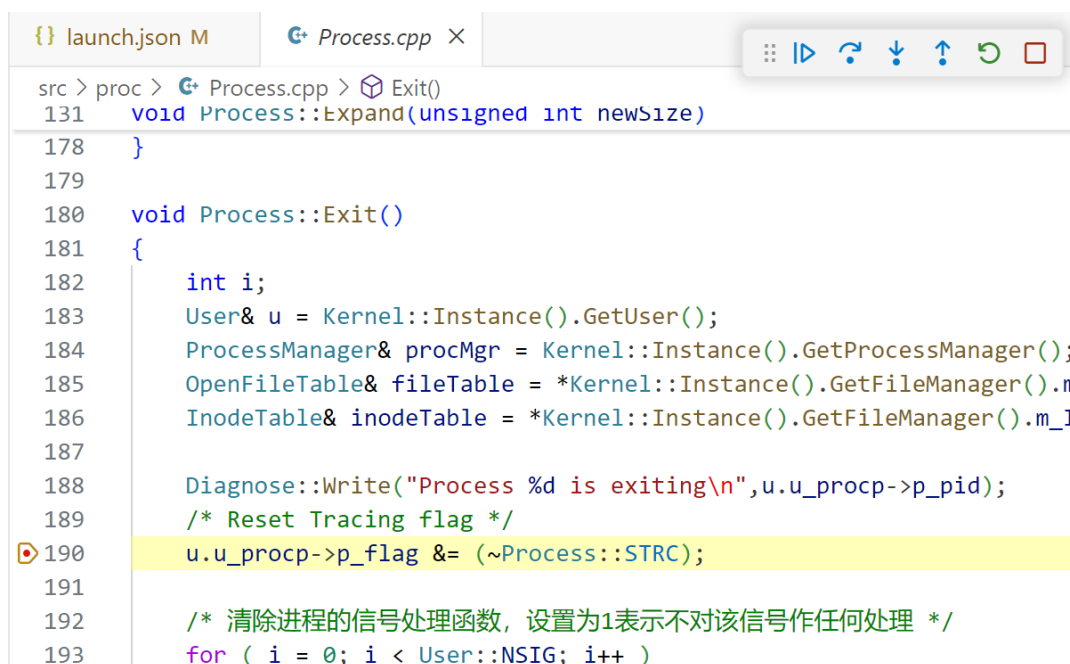 {} launch.json M
Process.cpp ×
src > proc > Process.cpp > Exit()
131 void Process::Expand(unsigned int newSize)
178 }
179
180 void Process::Exit()
181 {
182 int i;
183 User& u = Kernel::Instance().GetUser();
184 ProcessManager& procMgr = Kernel::Instance().GetProcessManager();
185 OpenFileTable& fileTable = *Kernel::Instance().GetFileManager().m
186 InodeTable& inodeTable = *Kernel::Instance().GetFileManager().m_I
187
188 Diagnose::Write("Process %d is exiting\n",u.u_procp->p_pid);
189 /* Reset Tracing flag */
190 u.u_procp->p_flag &= (~Process::STRC);
191
192 /* 清除进程的信号处理函数，设置为1表示不对该信号作任何处理 */
193 for ( i = 0; i < User::NSIG; i++ )